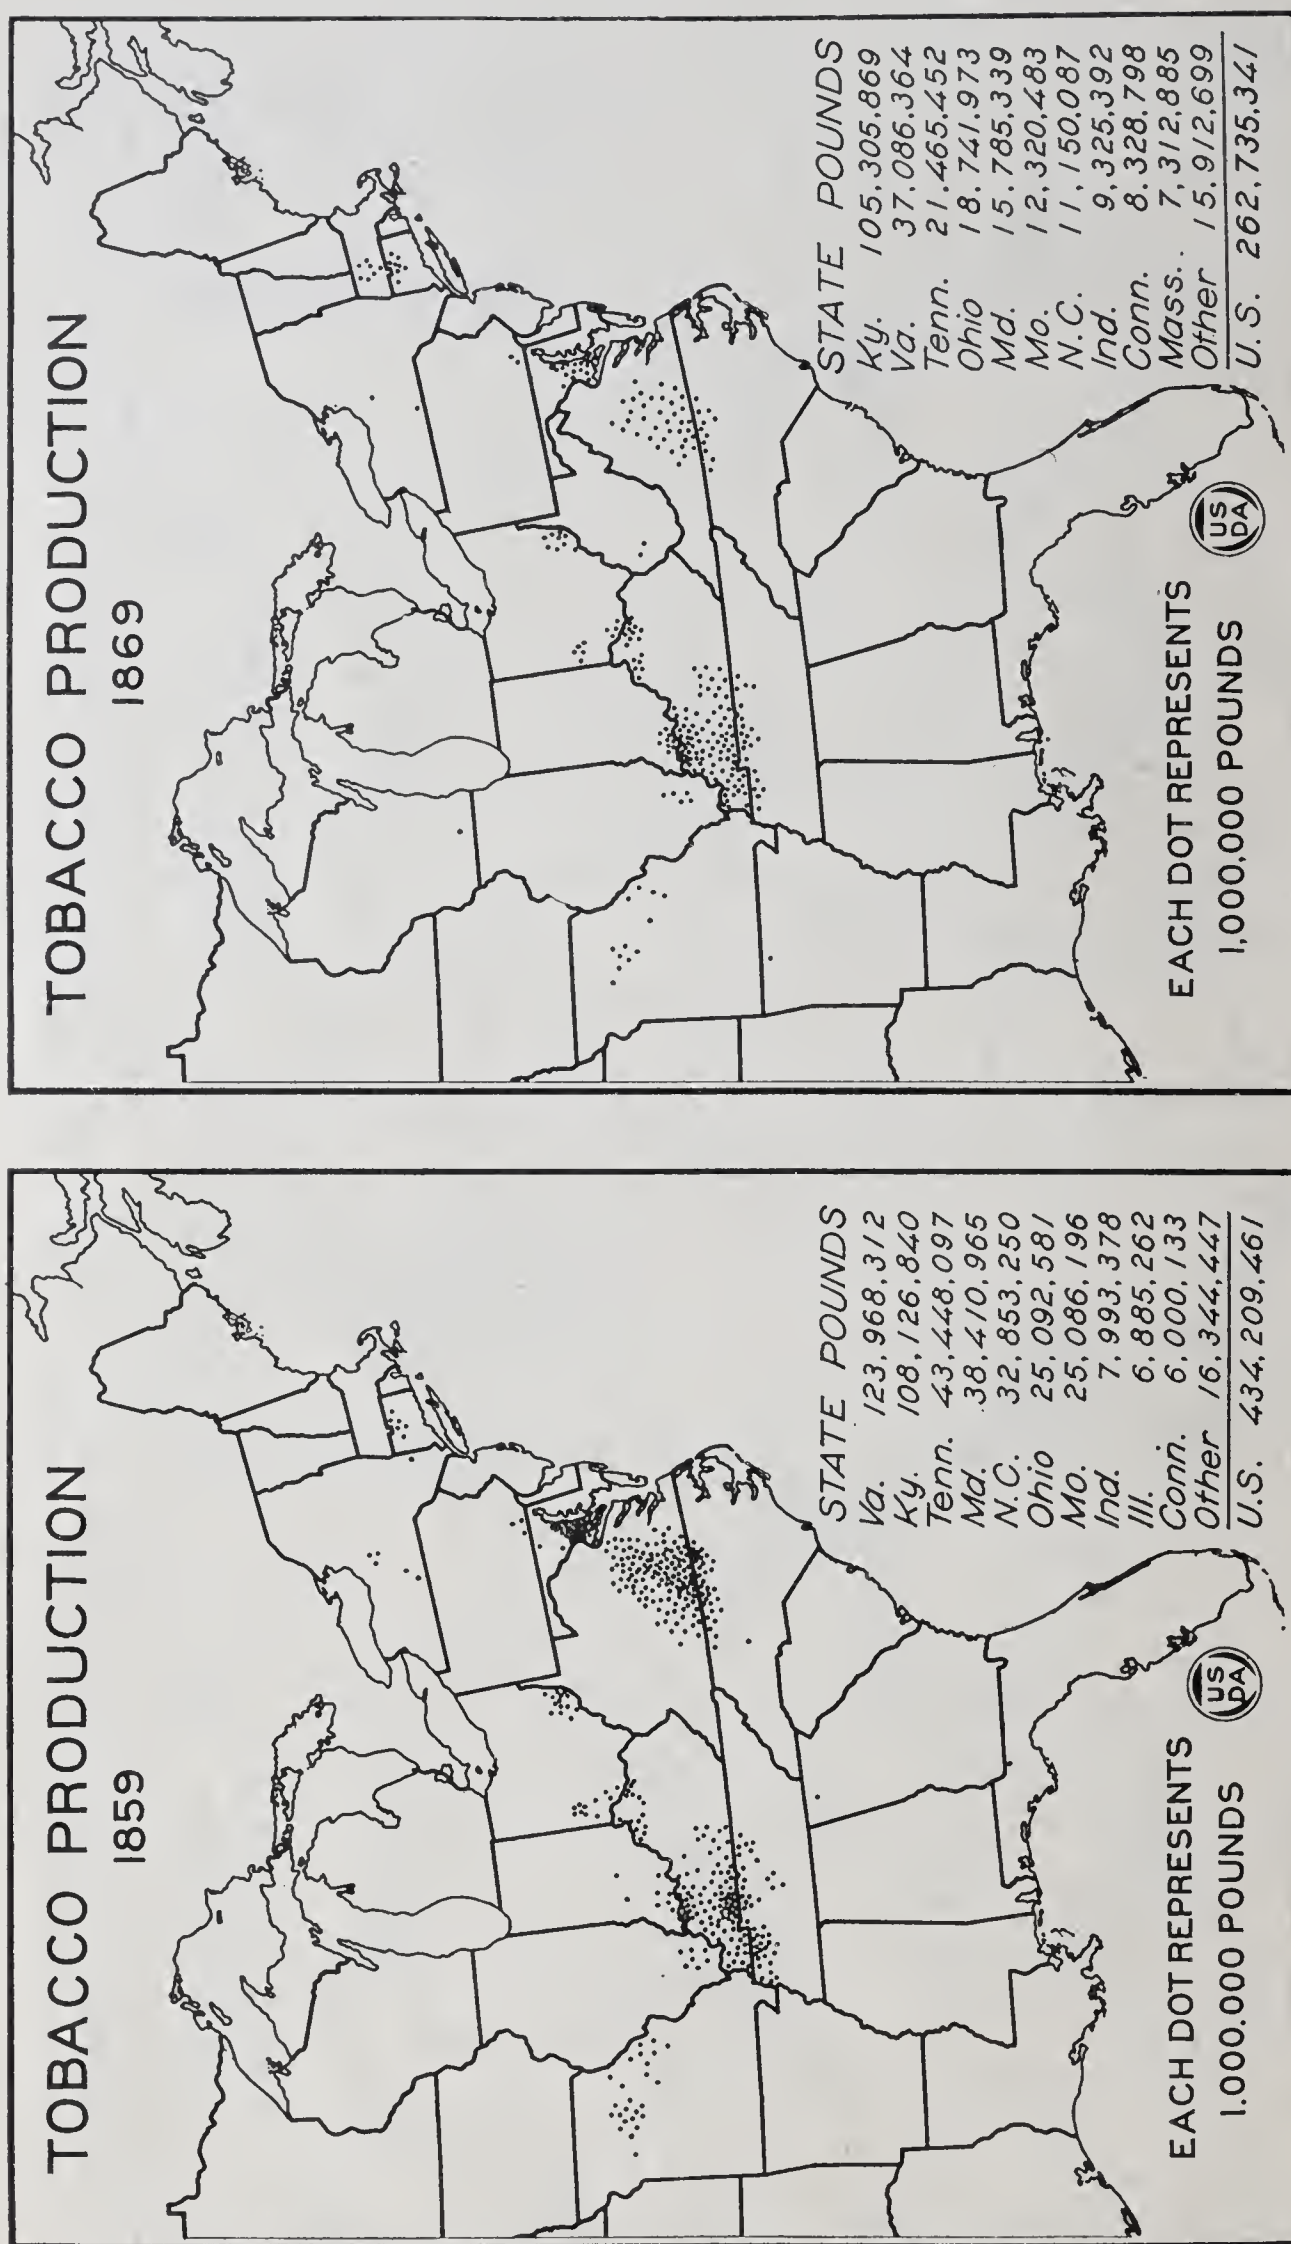 TOBACCO PRODUCTION
1859
STATE POUNDS
Va. 123,968,312
Ky. 108,126,840
Tenn. 43,448,097
Md. 38,410,965
N.C. 32,853,250
Ohio 25,092,581
Mo. 25,086,196
Ind. 7,993,378
Ill. 6,885,262
Conn. 6,000,133
Other 16,344,447
U.S. 434,209,461
EACH DOT REPRESENTS
1,000,000 POUNDS
US
DA
TOBACCO PRODUCTION
1869
STATE POUNDS
Ky. 105,305,869
Va. 37,086,364
Tenn. 21,465,452
Ohio 18,741,973
Md. 15,785,339
Mo. 12,320,483
N.C. 11,150,087
Ind. 9,325,392
Conn. 8,328,798
Mass. 7,312,885
Other 15,912,699
U.S. 262,735,341
EACH DOT REPRESENTS
1,000,000 POUNDS
US
DA